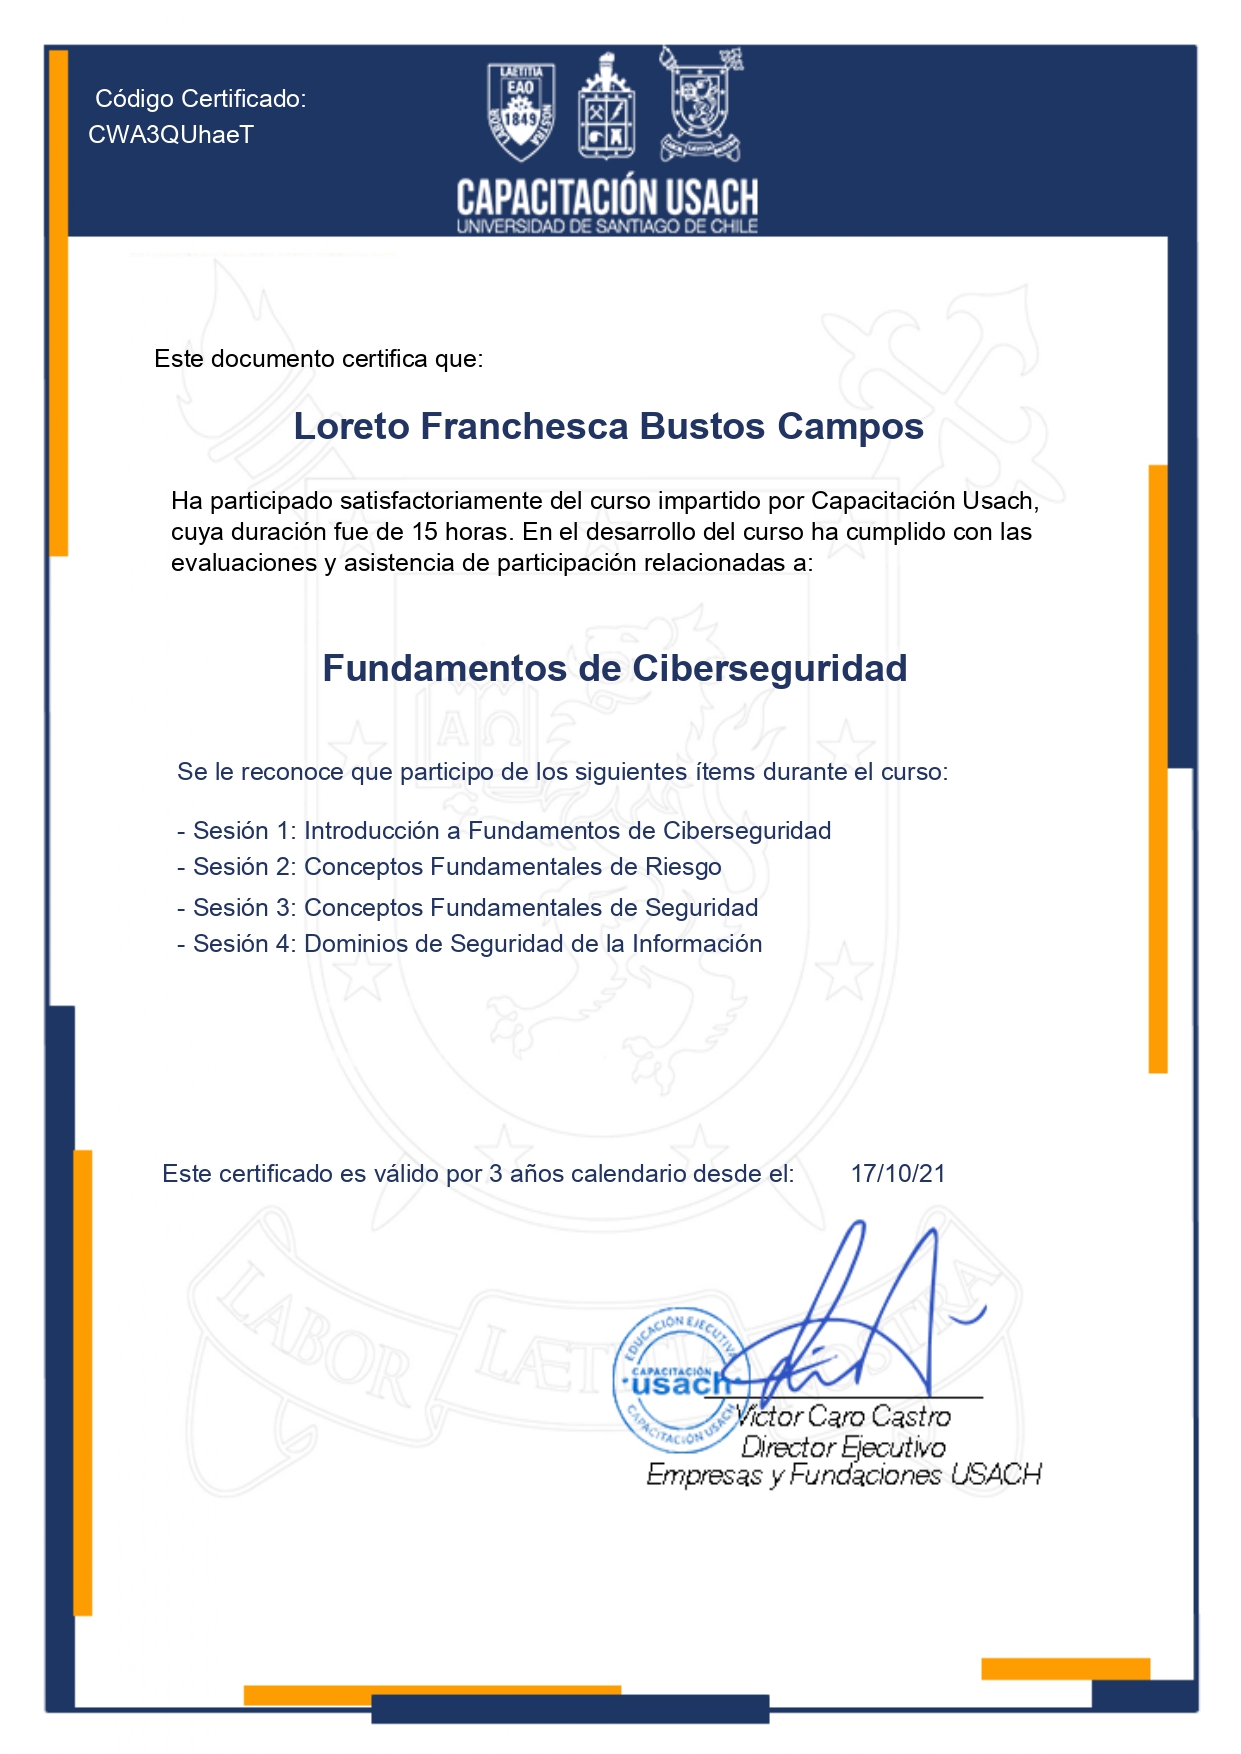 Código Certificado:
CWA3QUhaeT
LAETITIA
EAO
1849
LABOR
NOSTRA
CAPACITACIÓN USACH
UNIVERSIDAD DE SANTIAGO DE CHILE
Este documento certifica que:
Loreto Franchesca Bustos Campos
Ha participado satisfactoriamente del curso impartido por Capacitación Usach,
cuya duración fue de 15 horas. En el desarrollo del curso ha cumplido con las
evaluaciones y asistencia de participación relacionadas a:
Fundamentos de Ciberseguridad
A Ω
Se le reconoce que participo de los siguientes ítems durante el curso:
- Sesión 1: Introducción a Fundamentos de Ciberseguridad
- Sesión 2: Conceptos Fundamentales de Riesgo
- Sesión 3: Conceptos Fundamentales de Seguridad
- Sesión 4: Dominios de Seguridad de la Información
Este certificado es válido por 3 años calendario desde el: 17/10/21
LABOR LÆTITIA NOSTRA
EDUCACIÓN EJECUTIVA
CAPACITACIÓN
usach
CAPACITACIÓN USACH
Víctor Caro Castro
Director Ejecutivo
Empresas y Fundaciones USACH